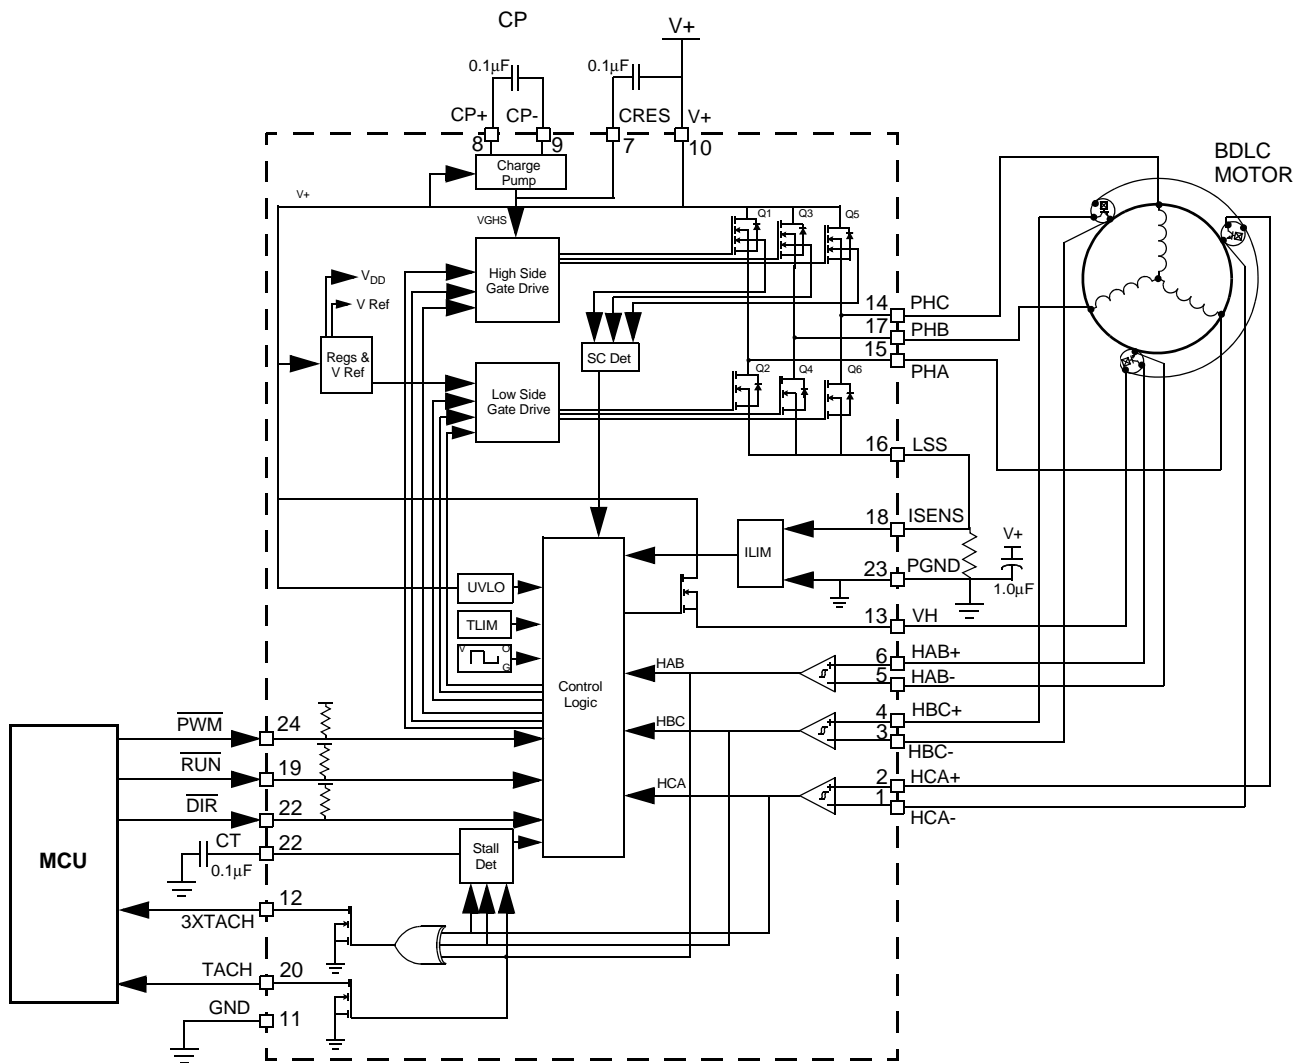 CP
V+
0.1µF
0.1µF
CP+
CP-
CRES
V+
8
9
7
10
Charge
Pump
BDLC
MOTOR
V+
VGHS
Q1
Q3
Q5
High Side
Gate Drive
VDD
V Ref
14
PHC
17
PHB
15
PHA
Regs &
V Ref
SC Det
Q2
Q4
Q6
Low Side
Gate Drive
16
LSS
18
ISENS
V+
ILIM
23
PGND
1.0µF
UVLO
13
VH
TLIM
V
O
G
HAB
6
HAB+
5
HAB-
Control
Logic
HBC
4
HBC+
3
HBC-
HCA
2
HCA+
1
HCA-
PWM
24
RUN
19
DIR
22
MCU
CT
22
0.1µF
Stall
Det
12
3XTACH
TACH
20
GND
11